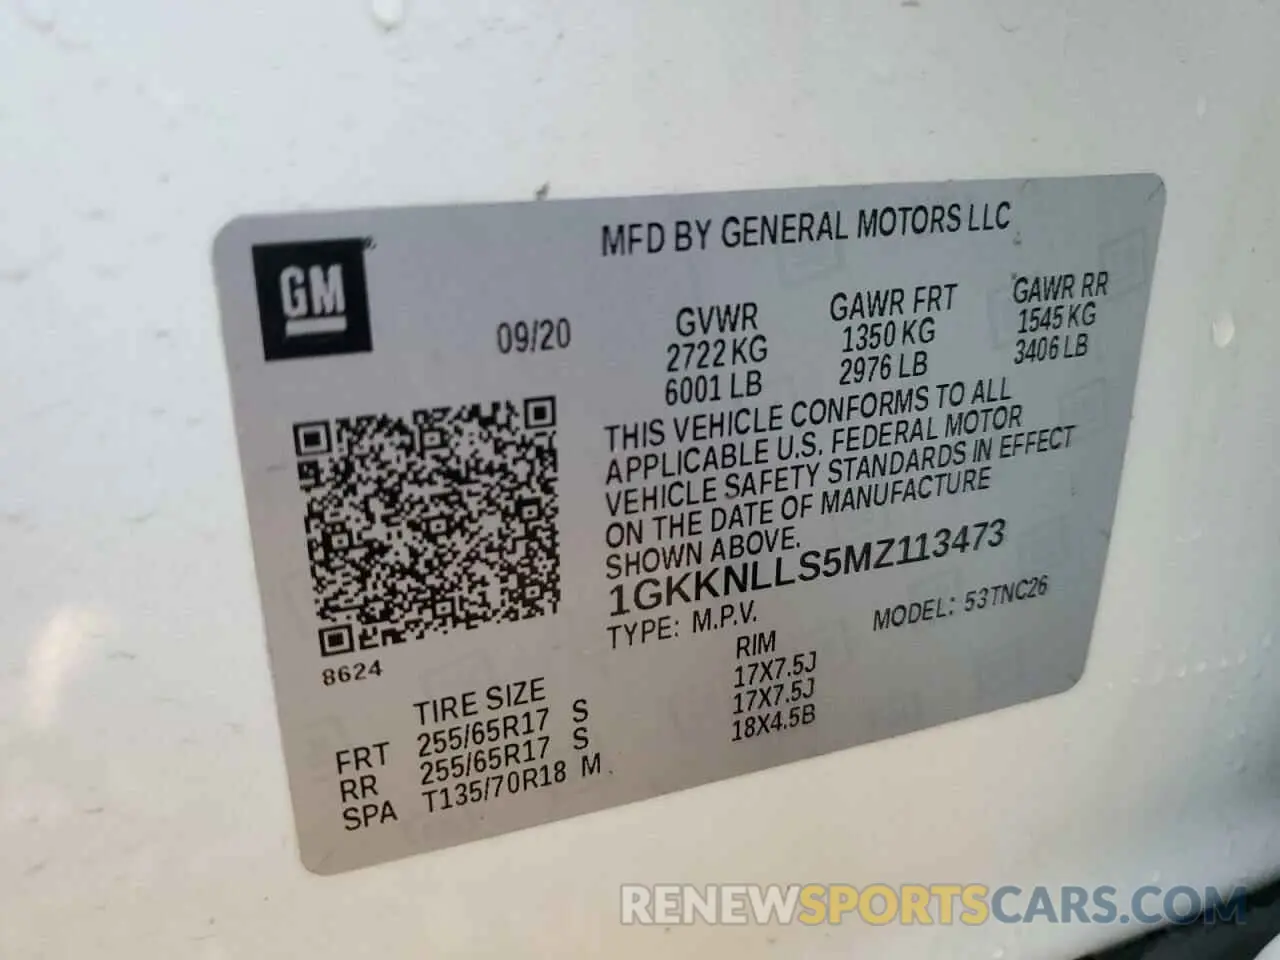 MFD BY GENERAL MOTORS LLC
GM
09/20
GVWR
2722 KG
6001 LB
GAWR FRT
1350 KG
2976 LB
GAWR RR
1545 KG
3406 LB
THIS VEHICLE CONFORMS TO ALL
APPLICABLE U.S. FEDERAL MOTOR
VEHICLE SAFETY STANDARDS IN EFFECT
ON THE DATE OF MANUFACTURE
SHOWN ABOVE.
1GKKNLLS5MZ113473
TYPE: M.P.V.
MODEL: 53TNC26
8624
TIRE SIZE RIM
FRT 255/65R17 S 17X7.5J
RR 255/65R17 S 17X7.5J
SPA T135/70R18 M 18X4.5B
RENEWSPORTSCARS.COM